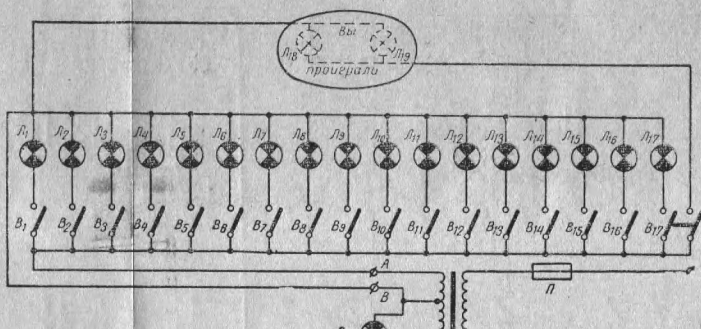 Вы
Л18 Л19
проиграли
Л1 Л2 Л3 Л4 Л5 Л6 Л7 Л8 Л9 Л10 Л11 Л12 Л13 Л14 Л15 Л16 Л17
В1 В2 В3 В4 В5 В6 В7 В8 В9 В10 В11 В12 В13 В14 В15 В16 В17
А
В
П